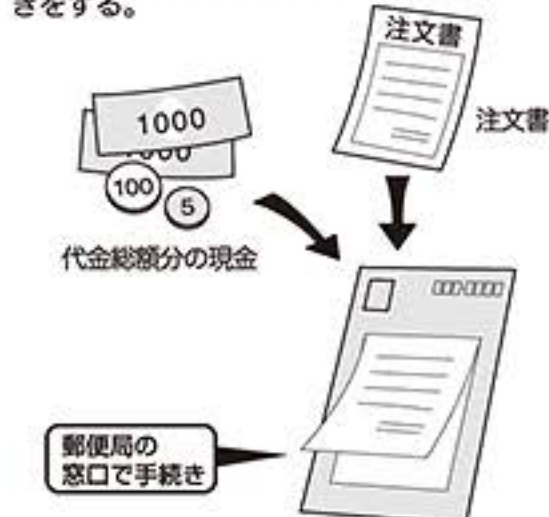 きをする。
注文書
注文書
1000
1000
100
5
代金総額分の現金
郵便局の
窓口で手続き